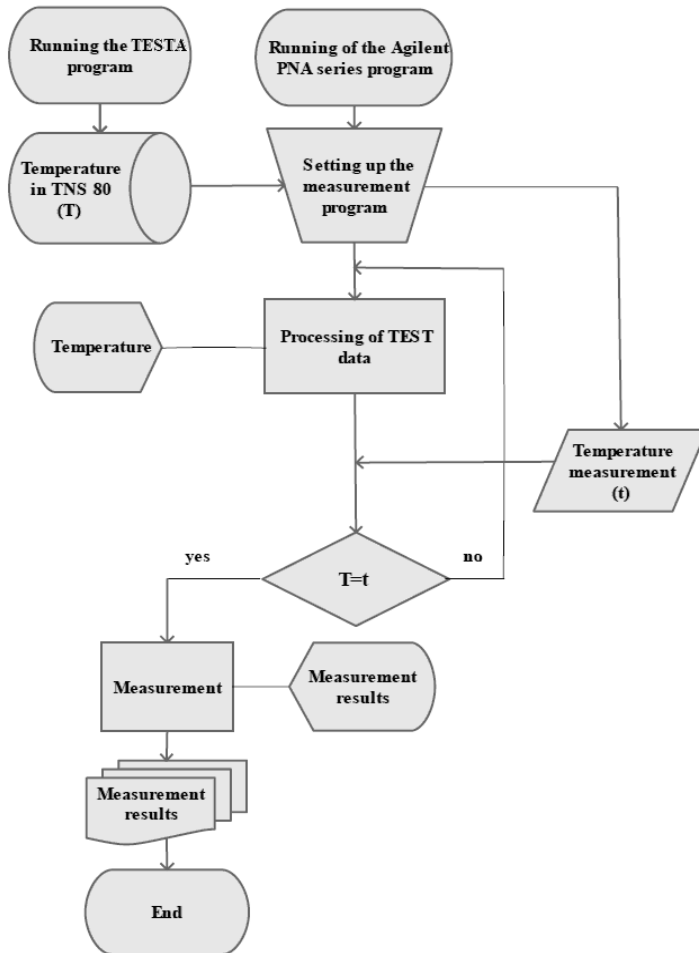 Running the TESTA
program
Running of the Agilent
PNA series program
Temperature
in TNS 80
(T)
Setting up the
measurement
program
Temperature
Processing of TEST
data
Temperature
measurement
(t)
yes
no
T=t
Measurement
Measurement
results
Measurement
results
End